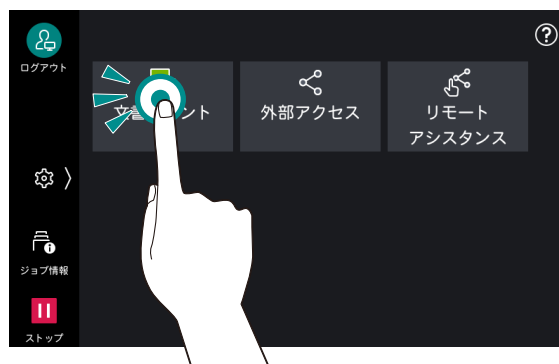 ログアウト
外部アクセス
リモート
アシスタンス
ジョブ情報
ストップ